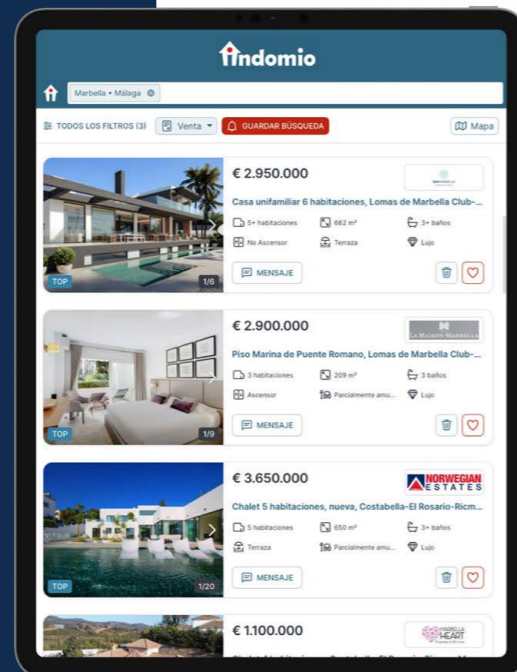 indomio
Marbella • Málaga
TODOS LOS FILTROS (3)
Venta
GUARDAR BÚSQUEDA
Mapa
€ 2.950.000
Casa unifamiliar 6 habitaciones, Lomas de Marbella Club-...
5+ habitaciones
662 m²
3+ baños
No Ascensor
Terraza
Lujo
TOP
1/6
MENSAJE
€ 2.900.000
LA MAISON MARBELLA
Piso Marina de Puente Romano, Lomas de Marbella Club-...
3 habitaciones
209 m²
3 baños
Ascensor
Parcialmente amu...
Lujo
TOP
1/9
MENSAJE
€ 3.650.000
NORWEGIAN
ESTATES
Chalet 5 habitaciones, nueva, Costabella-El Rosario-Ricm...
5 habitaciones
650 m²
3+ baños
Terraza
Parcialmente amu...
Lujo
TOP
1/20
MENSAJE
€ 1.100.000
MARBELLA
HEART